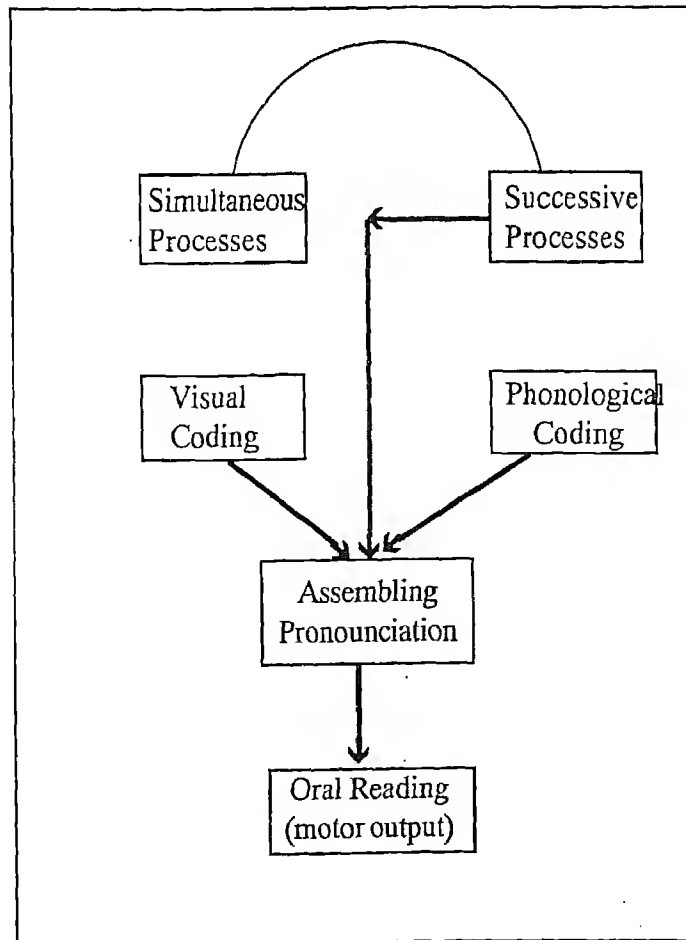 Simultaneous
Processes
Successive
Processes
Visual
Coding
Phonological
Coding
Assembling
Pronounciation
Oral Reading
(motor output)